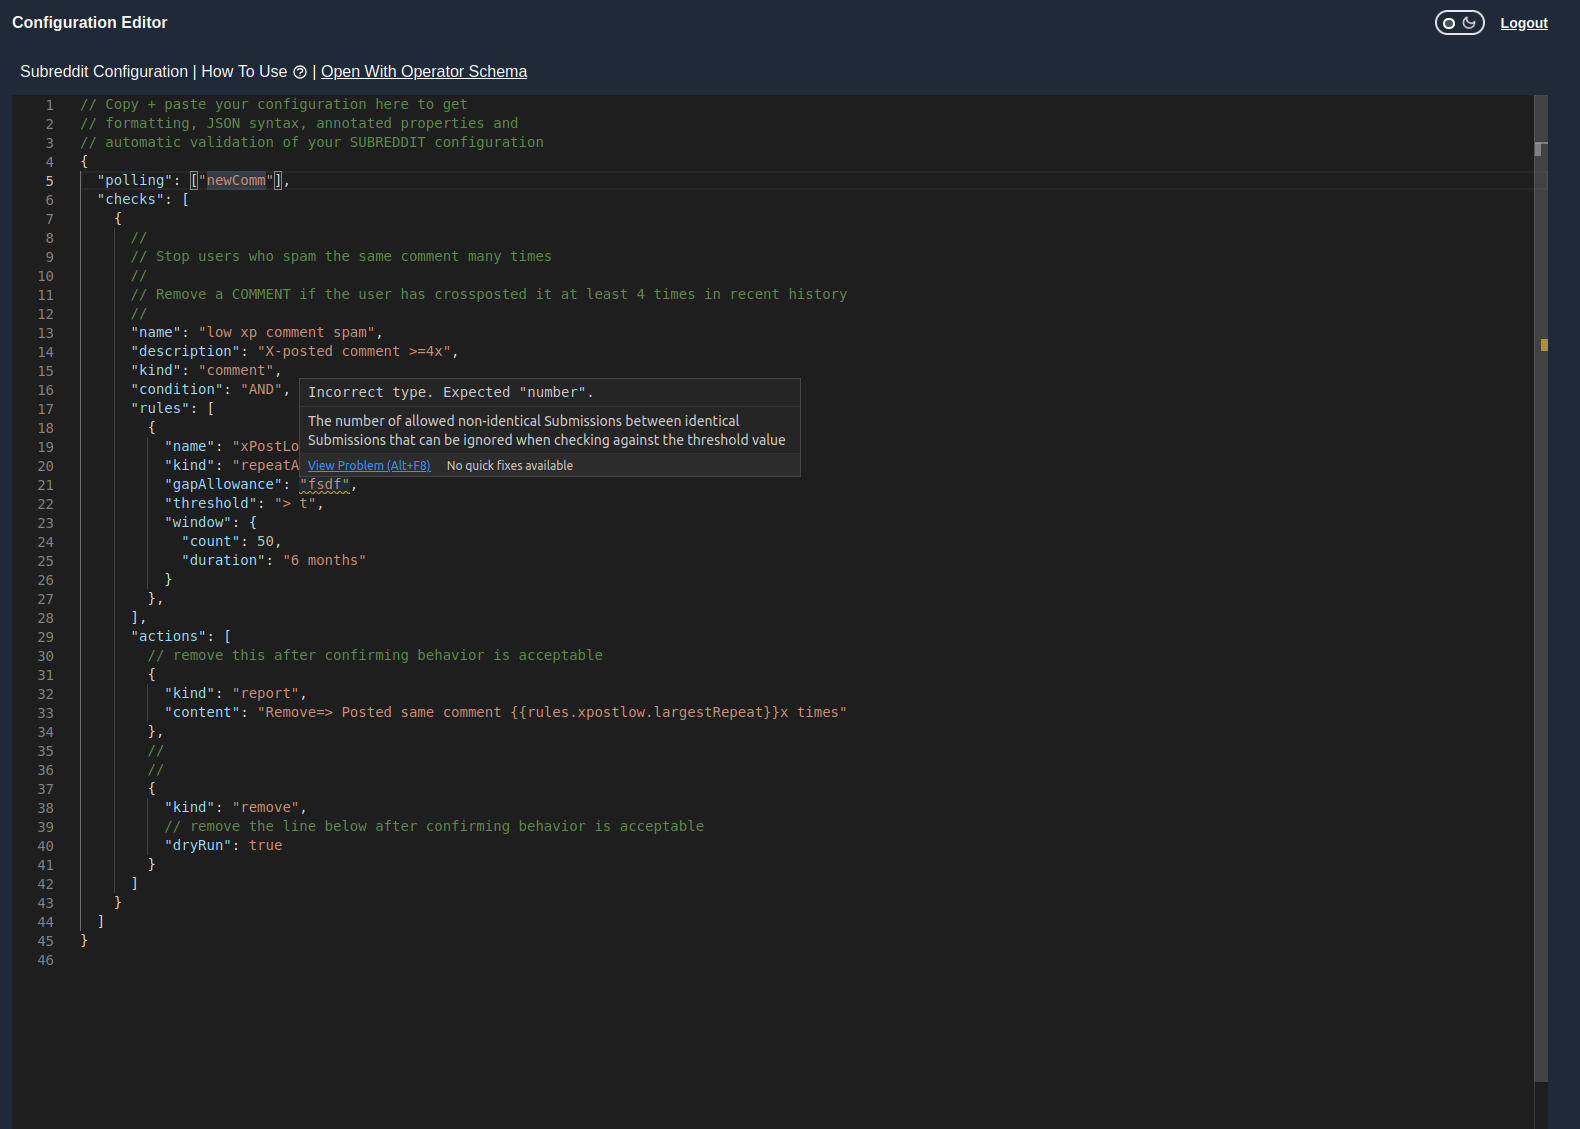 Configuration Editor
Logout
Subreddit Configuration | How To Use | Open With Operator Schema
1 // Copy + paste your configuration here to get
2 // formatting, JSON syntax, annotated properties and
3 // automatic validation of your SUBREDDIT configuration
4 {
5 "polling": ["newComm"],
6 "checks": [
7 {
8 //
9 // Stop users who spam the same comment many times
10 //
11 // Remove a COMMENT if the user has crossposted it at least 4 times in recent history
12 //
13 "name": "low xp comment spam",
14 "description": "X-posted comment >=4x",
15 "kind": "comment",
16 "condition": "AND",
Incorrect type. Expected "number".
17 "rules": [
The number of allowed non-identical Submissions between identical
18 {
Submissions that can be ignored when checking against the threshold value
19 "name": "xPostLo
20 "kind": "repeatA
View Problem (Alt+F8) No quick fixes available
21 "gapAllowance": "fsdf",
22 "threshold": "> t",
23 "window": {
24 "count": 50,
25 "duration": "6 months"
26 }
27 },
28 ],
29 "actions": [
30 // remove this after confirming behavior is acceptable
31 {
32 "kind": "report",
33 "content": "Remove=> Posted same comment {{rules.xpostlow.largestRepeat}}x times"
34 },
35 //
36 //
37 {
38 "kind": "remove",
39 // remove the line below after confirming behavior is acceptable
40 "dryRun": true
41 }
42 ]
43 }
44 ]
45 }
46